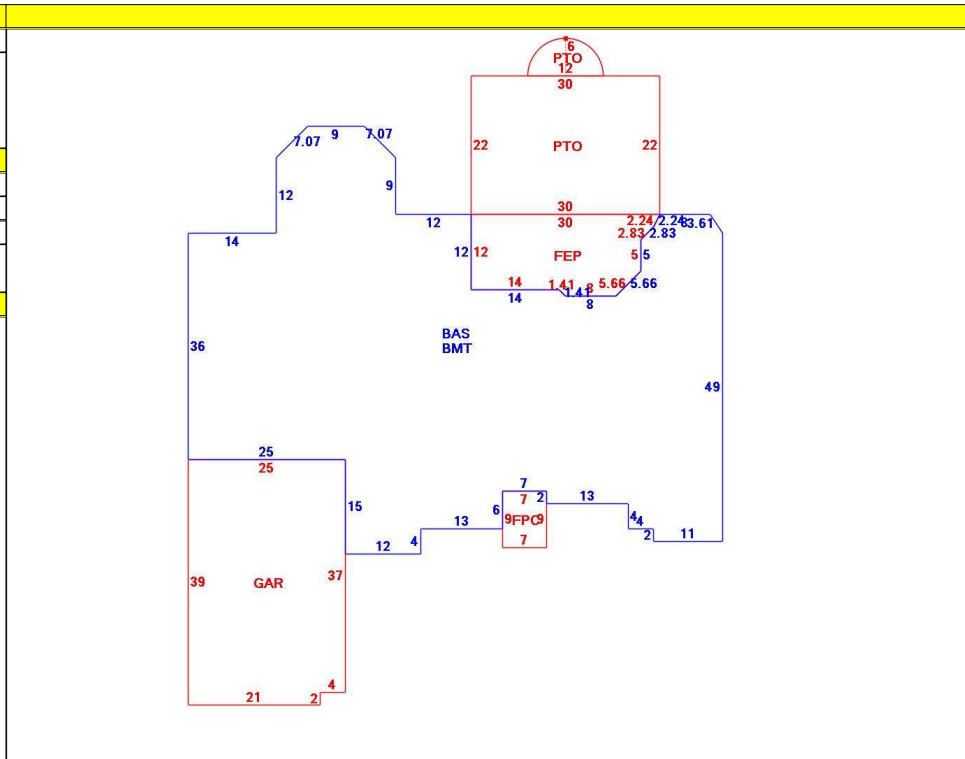 6
PTO
12
30
7.07 9 7.07
22 PTO 22
12
9
30
12 30 2.24 2.24 8 3.61
14 2.83 2.83
12 12 FEP 5 5
14 1.41 8 5.66 5.66
14 1.41 8
BAS
36 BMT
49
25
25
7
7 2 13
15 6
13 9 FPC 9 4 4
12 4 7 2 11
39 GAR 37
4
21 2